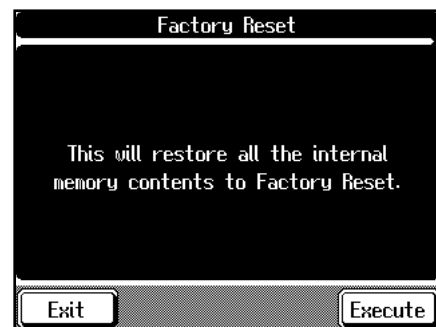 Factory Reset
This will restore all the internal
memory contents to Factory Reset.
Exit
Execute